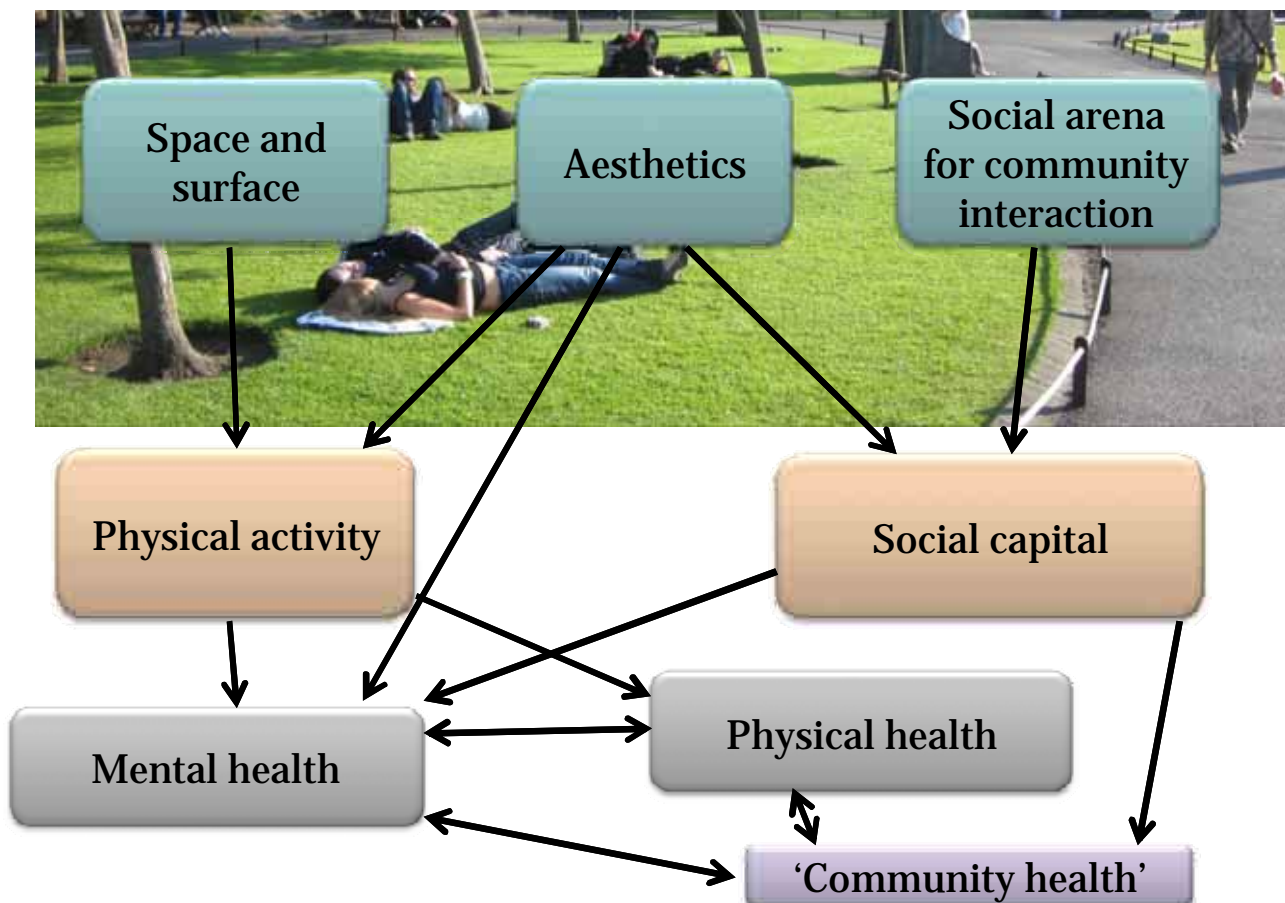 Space and
surface
Aesthetics
Social arena
for community
interaction
Physical activity
Social capital
Mental health
Physical health
‘Community health’